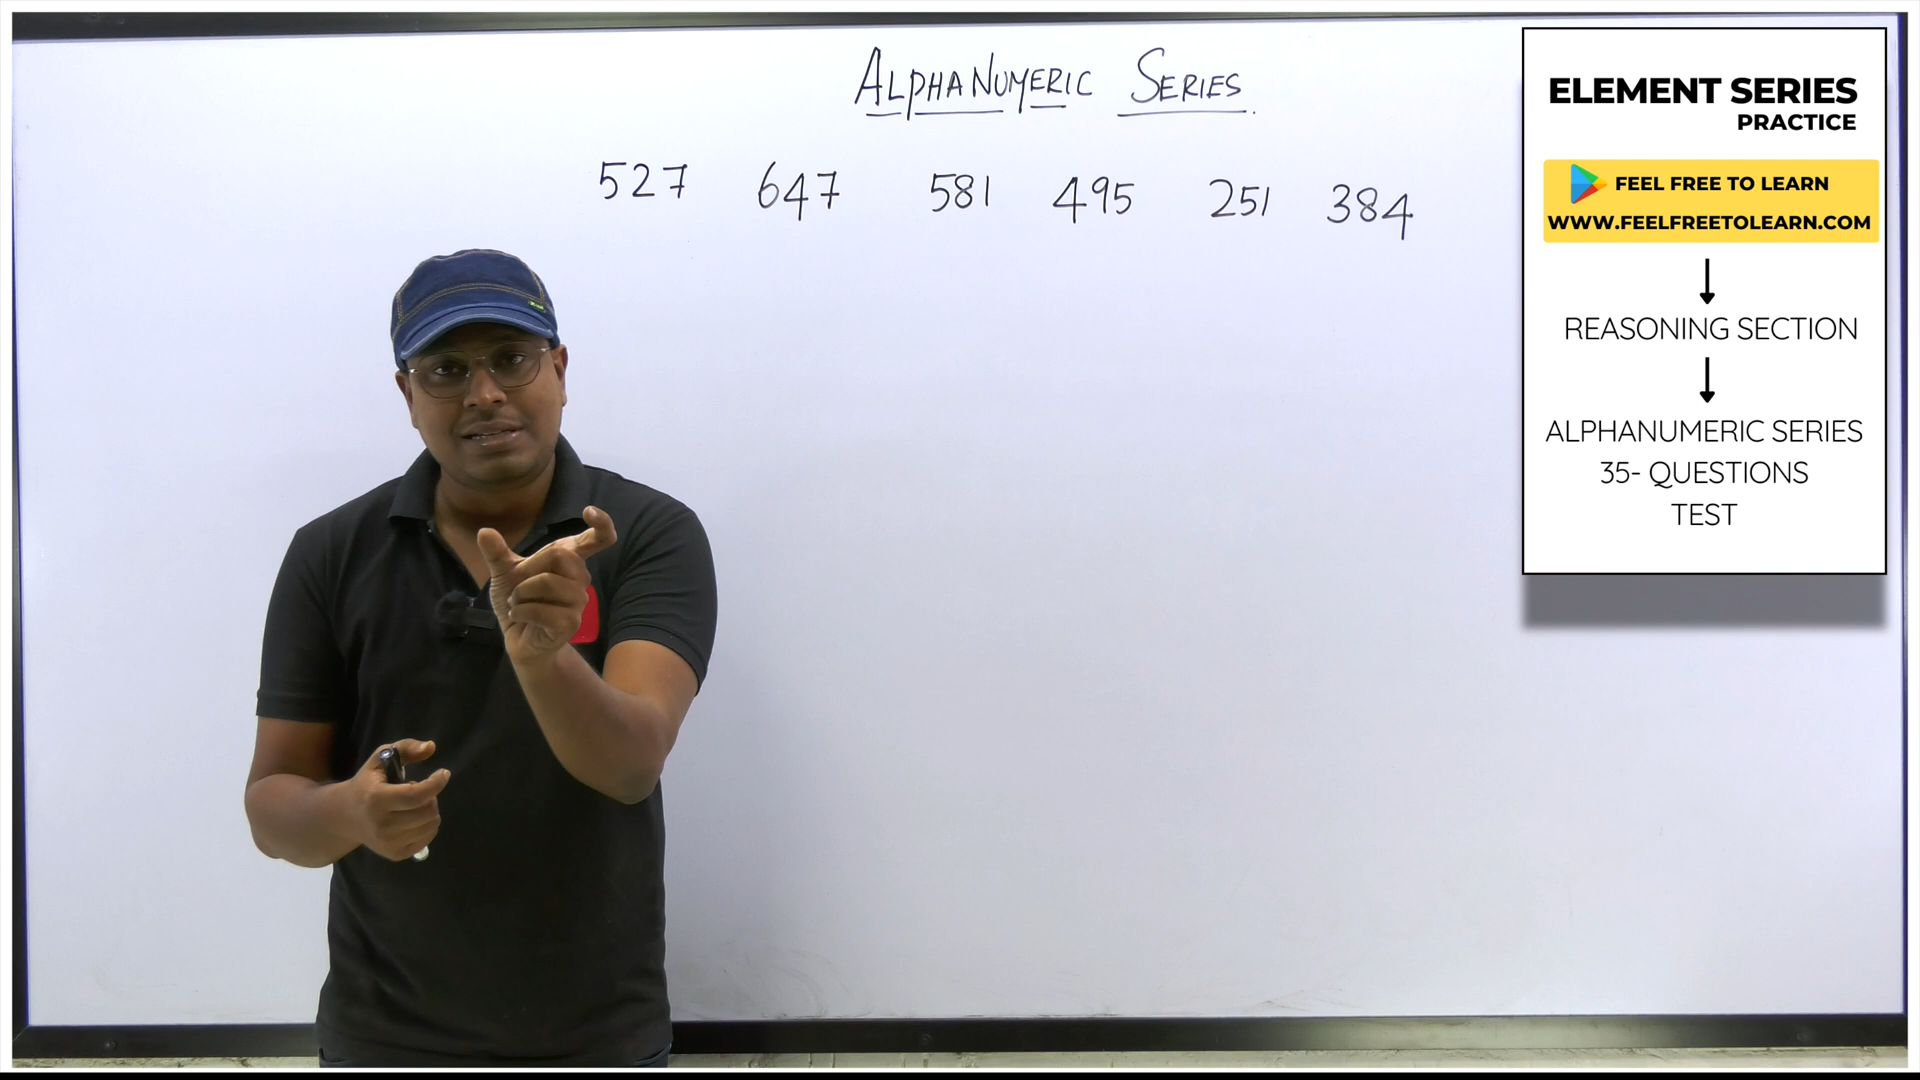 ALPHANUMERIC SERIES.
527 647 581 495 251 384
ELEMENT SERIES
PRACTICE
FEEL FREE TO LEARN
WWW.FEELFREETOLEARN.COM
REASONING SECTION
ALPHANUMERIC SERIES
35- QUESTIONS
TEST